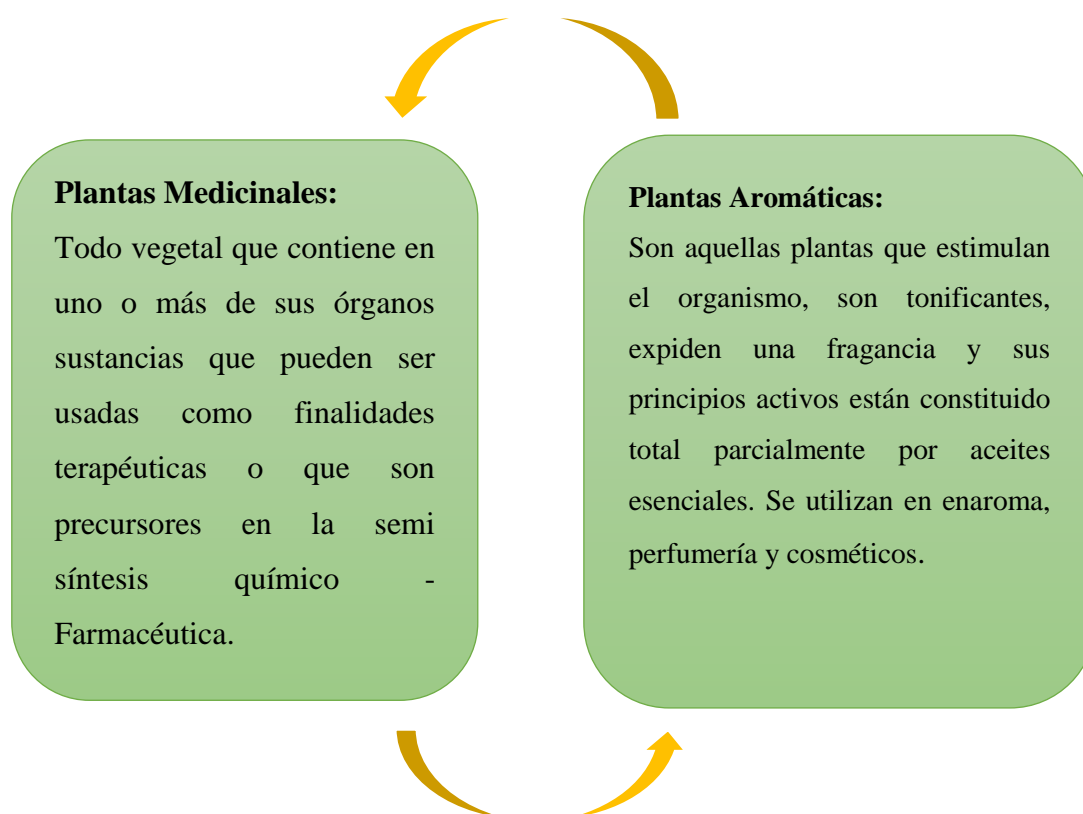 Plantas Medicinales:
Todo vegetal que contiene en
uno o más de sus órganos
sustancias que pueden ser
usadas como finalidades
terapéuticas o que son
precursores en la semi
síntesis químico -
Farmacéutica.
Plantas Aromáticas:
Son aquellas plantas que estimulan
el organismo, son tonificantes,
expiden una fragancia y sus
principios activos están constituido
total parcialmente por aceites
esenciales. Se utilizan en enaroma,
perfumería y cosméticos.